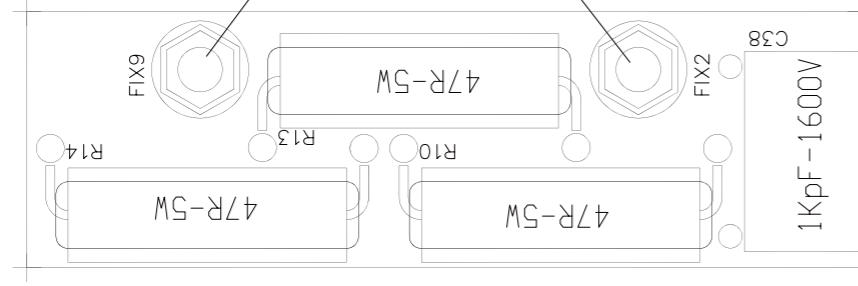 C38
FIX9
47R-5W
FIX2
1KpF-1600V
R13
R14
R10
47R-5W
47R-5W